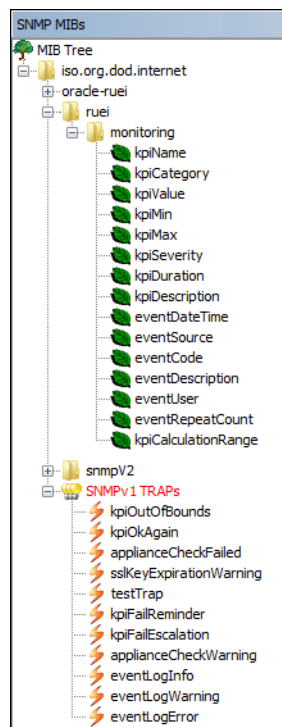 SNMP MIBs
MIB Tree
iso.org.dod.internet
oracle-ruei
ruei
monitoring
kpiName
kpiCategory
kpiValue
kpiMin
kpiMax
kpiSeverity
kpiDuration
kpiDescription
eventDateTime
eventSource
eventCode
eventDescription
eventUser
eventRepeatCount
kpiCalculationRange
snmpV2
SNMPv1 TRAPs
kpiOutOfBounds
kpiOkAgain
applianceCheckFailed
sslKeyExpirationWarning
testTrap
kpiFailReminder
kpiFailEscalation
applianceCheckWarning
eventLogInfo
eventLogWarning
eventLogError